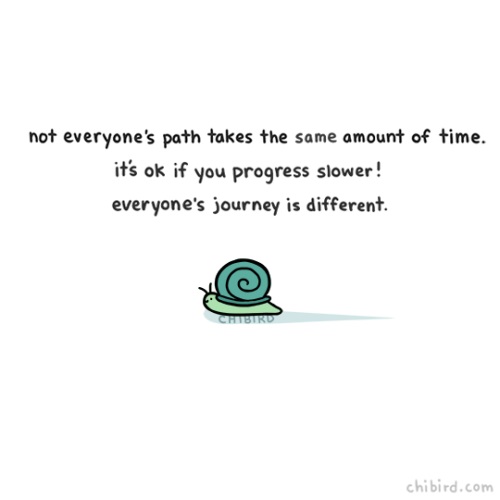 not everyone's path takes the same amount of time.
it's ok if you progress slower!
everyone's journey is different.
CHIBIRD
chibird.com